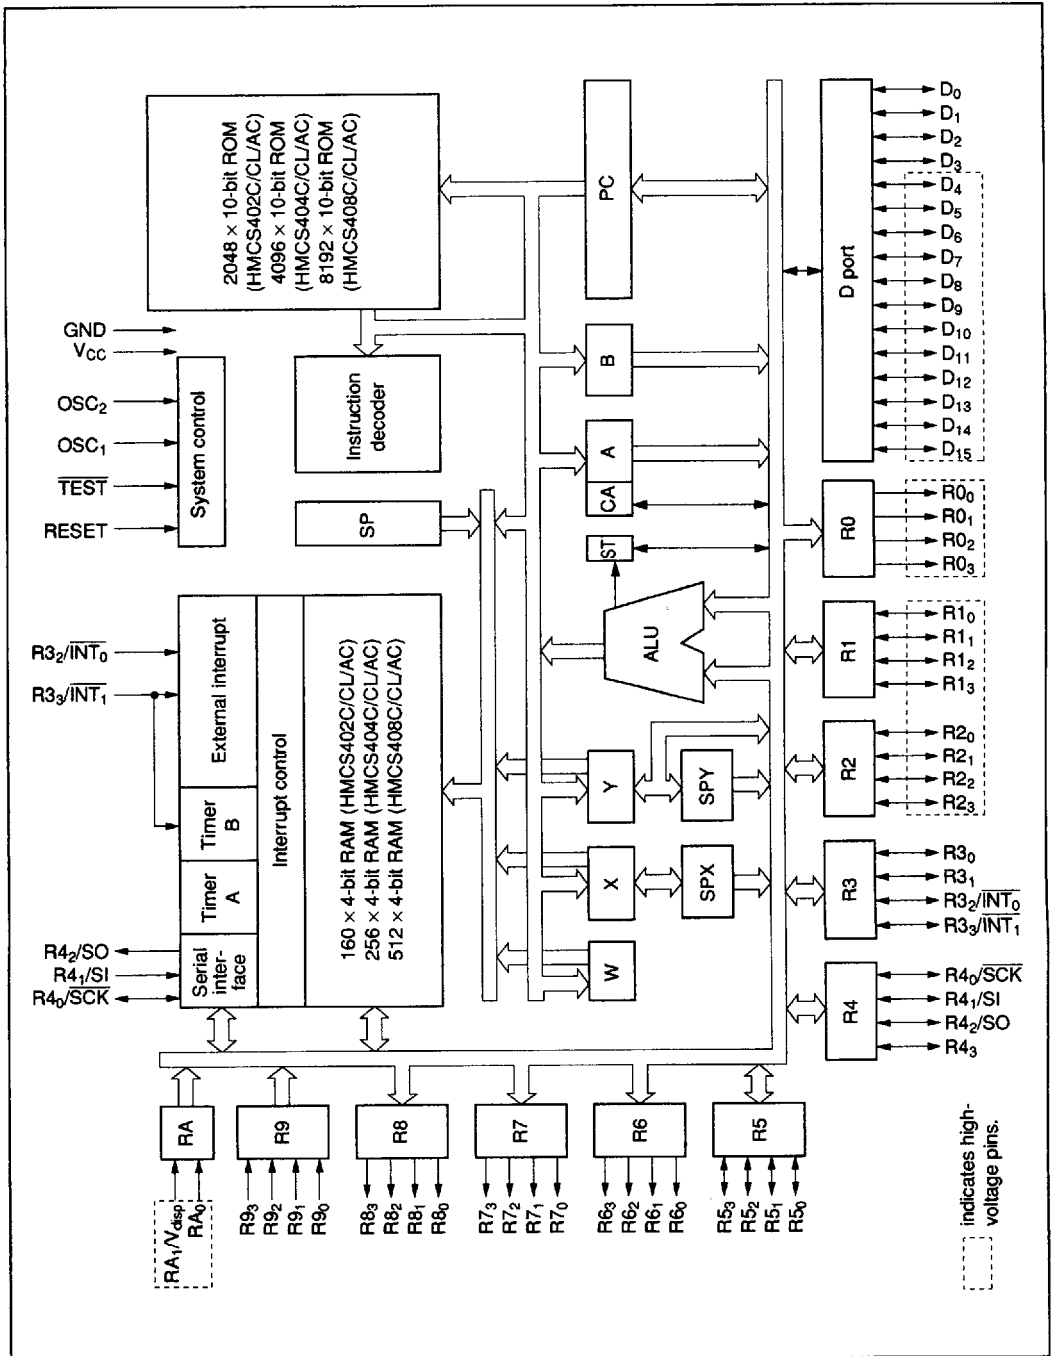 2048 × 10-bit ROM
(HMCS402C/CL/AC)
4096 × 10-bit ROM
(HMCS404C/CL/AC)
8192 × 10-bit ROM
(HMCS408C/CL/AC)
GND
VCC
OSC2
OSC1
TEST
RESET
System control
Instruction
decoder
SP
PC
B
A
CA
ST
ALU
R32/INT0
R33/INT1
External interrupt
Timer
B
Timer
A
Serial
inter-
face
Interrupt control
160 × 4-bit RAM (HMCS402C/CL/AC)
256 × 4-bit RAM (HMCS404C/CL/AC)
512 × 4-bit RAM (HMCS408C/CL/AC)
R42/SO
R41/SI
R40/SCK
Y
SPY
X
SPX
W
D port
D0
D1
D2
D3
D4
D5
D6
D7
D8
D9
D10
D11
D12
D13
D14
D15
R0
R00
R01
R02
R03
R1
R10
R11
R12
R13
R2
R20
R21
R22
R23
R3
R30
R31
R32/INT0
R33/INT1
R4
R40/SCK
R41/SI
R42/SO
R43
RA
RA1/Vdisp
RA0
R9
R93
R92
R91
R90
R8
R83
R82
R81
R80
R7
R73
R72
R71
R70
R6
R63
R62
R61
R60
R5
R53
R52
R51
R50
indicates high-
voltage pins.